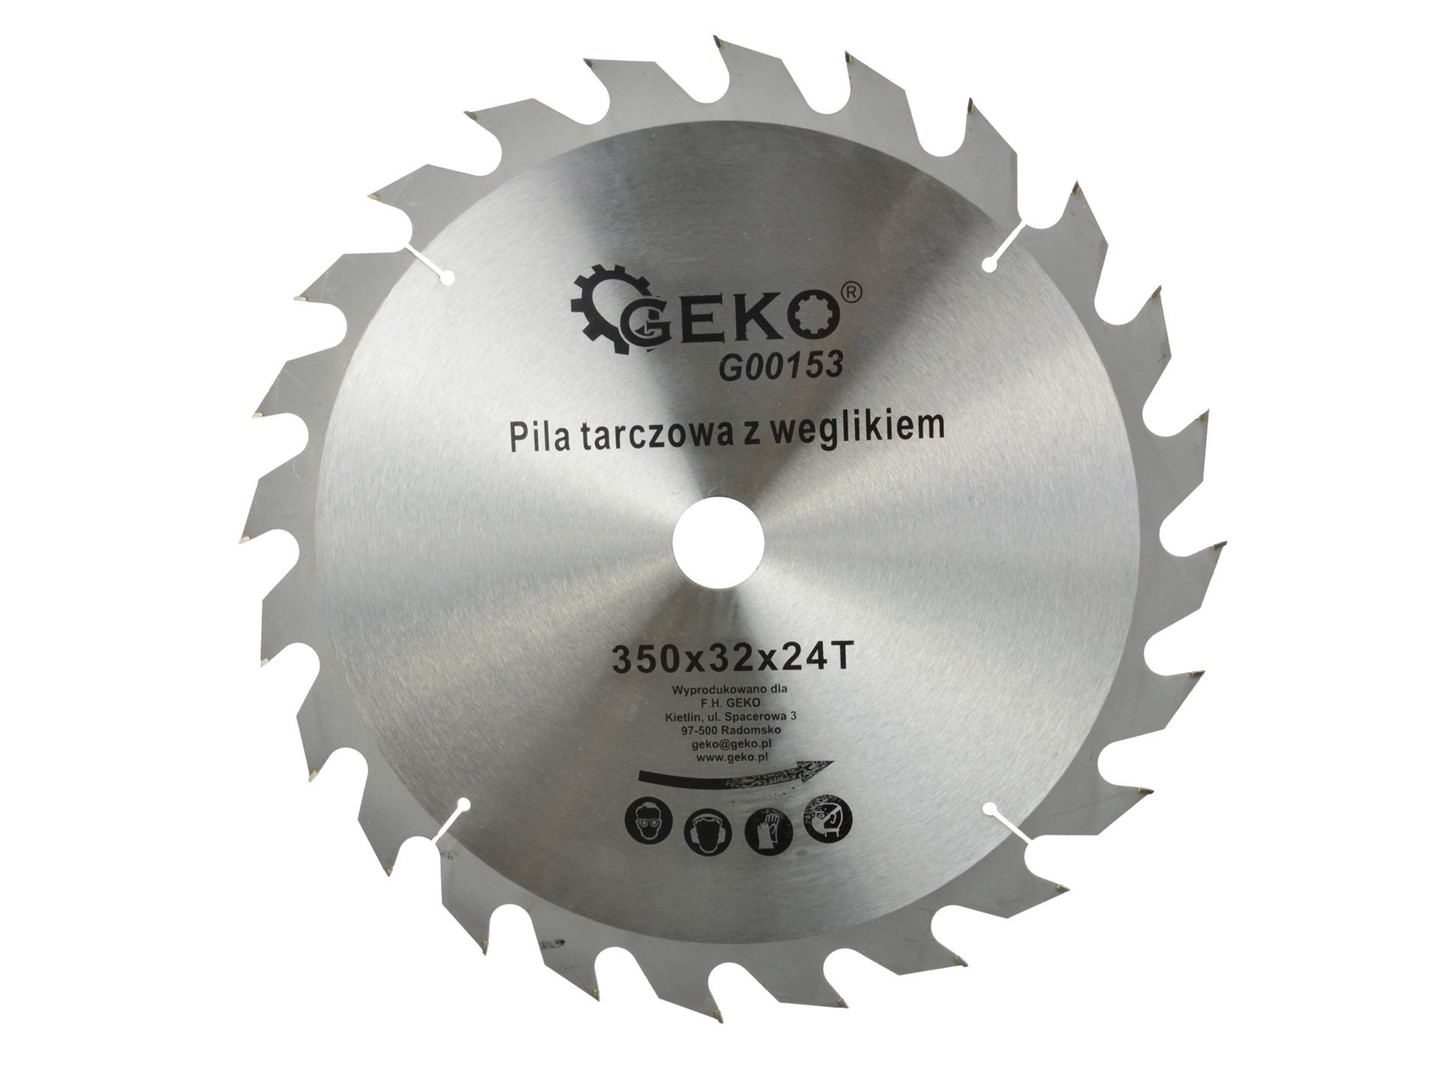 GEKO®
G00153
Pila tarczowa z weglikiem
350x32x24T
Wyprodukowano dla
F.H. GEKO
Kietlin, ul. Spacerowa 3
97-500 Radomsko
geko@geko.pl
www.geko.pl